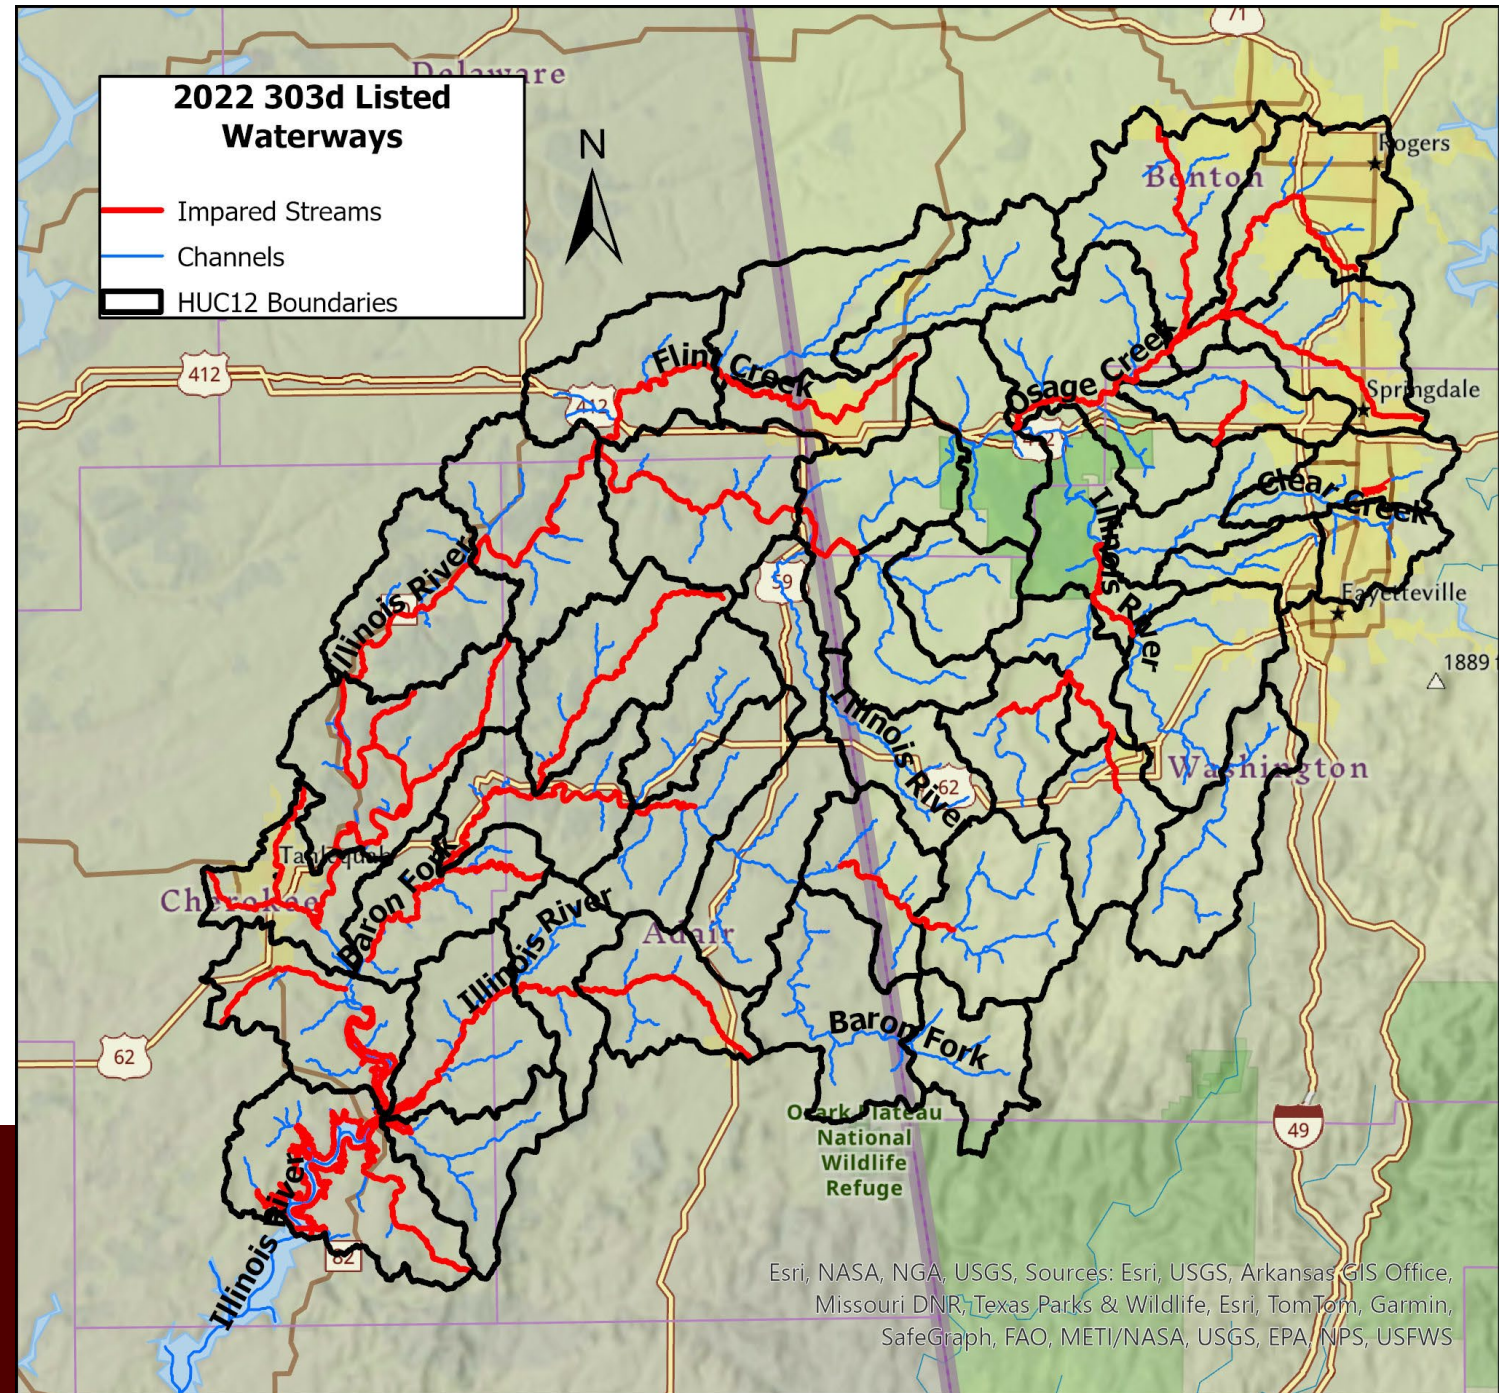 71
Delaware
2022 303d Listed
Waterways
Impared Streams
Channels
HUC12 Boundaries
N
Rogers
Benton
412
Flint Creek
412
Osage Creek
412
Springdale
Clear Creek
Illinois River
Illinois River
59
Fayetteville
1889
Illinois River
62
Washington
Tahlequah
Cherokee
Baron Fork
Illinois River
Adair
Baron Fork
62
Ozark Plateau
National
Wildlife
Refuge
49
Illinois River
82
Esri, NASA, NGA, USGS, Sources: Esri, USGS, Arkansas GIS Office,
Missouri DNR, Texas Parks & Wildlife, Esri, TomTom, Garmin,
SafeGraph, FAO, METI/NASA, USGS, EPA, NPS, USFWS